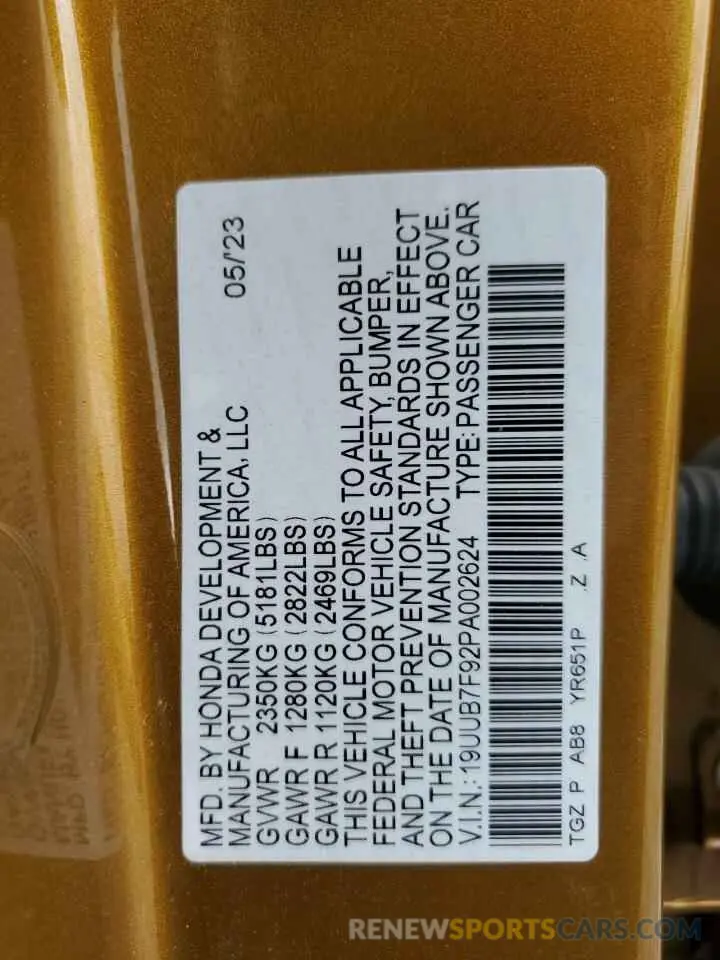 MFD. BY HONDA DEVELOPMENT &
MANUFACTURING OF AMERICA, LLC 05/'23
GVWR 2350KG (5181LBS)
GAWR F 1280KG (2822LBS)
GAWR R 1120KG (2469LBS)
THIS VEHICLE CONFORMS TO ALL APPLICABLE
FEDERAL MOTOR VEHICLE SAFETY, BUMPER,
AND THEFT PREVENTION STANDARDS IN EFFECT
ON THE DATE OF MANUFACTURE SHOWN ABOVE.
V.I.N.: 19UUB7F92PA002624 TYPE: PASSENGER CAR
TGZ P AB8 YR651P .Z .A
RENEWSPORTSCARS.COM